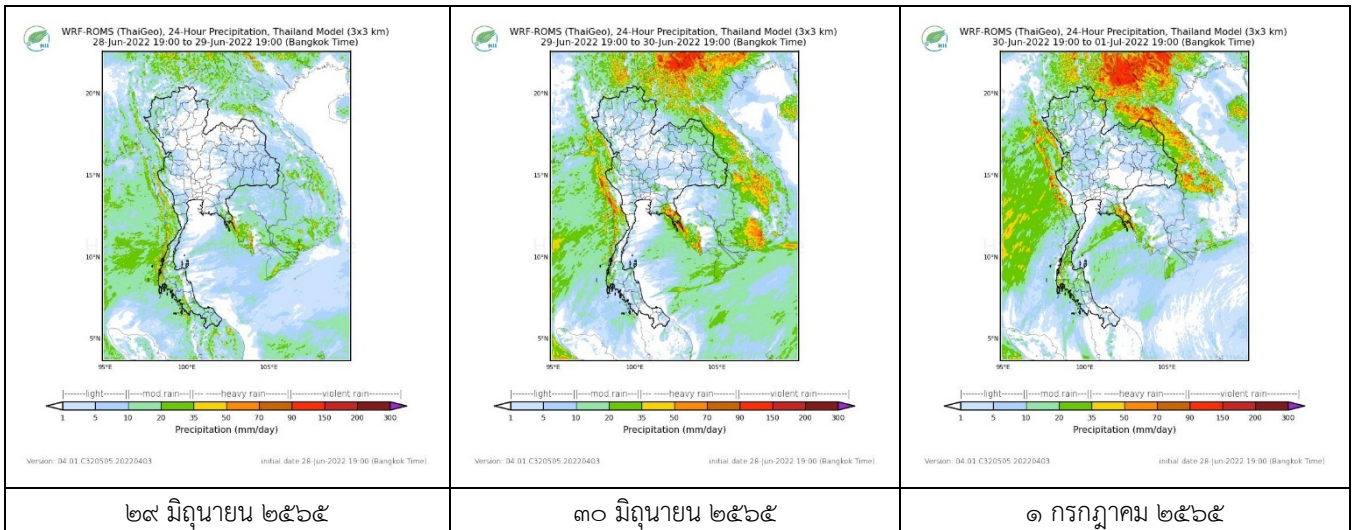 WRF-ROMS (ThaiGeo), 24-Hour Precipitation, Thailand Model (3x3 km)
28-Jun-2022 19:00 to 29-Jun-2022 19:00 (Bangkok Time)
20°N
15°N
10°N
5°N
95°E 100°E 105°E
|-------light------||---mod.rain---||--- ----heavy rain ----||------violent rain--------|
1 5 10 20 35 50 70 90 150 200 300
Precipitation (mm/day)
Version: 04.01.C320505.20220403 initial date 28-Jun-2022 19:00 (Bangkok Time)
๒๙ มิถุนายน ๒๕๖๕
WRF-ROMS (ThaiGeo), 24-Hour Precipitation, Thailand Model (3x3 km)
29-Jun-2022 19:00 to 30-Jun-2022 19:00 (Bangkok Time)
20°N
15°N
10°N
5°N
95°E 100°E 105°E
|-------light------||---mod.rain---||--- ----heavy rain ----||------violent rain--------|
1 5 10 20 35 50 70 90 150 200 300
Precipitation (mm/day)
Version: 04.01.C320505.20220403 initial date 28-Jun-2022 19:00 (Bangkok Time)
๓๐ มิถุนายน ๒๕๖๕
WRF-ROMS (ThaiGeo), 24-Hour Precipitation, Thailand Model (3x3 km)
30-Jun-2022 19:00 to 01-Jul-2022 19:00 (Bangkok Time)
20°N
15°N
10°N
5°N
95°E 100°E 105°E
|-------light------||---mod.rain---||--- ----heavy rain ----||------violent rain--------|
1 5 10 20 35 50 70 90 150 200 300
Precipitation (mm/day)
Version: 04.01.C320505.20220403 initial date 28-Jun-2022 19:00 (Bangkok Time)
๑ กรกฎาคม ๒๕๖๕